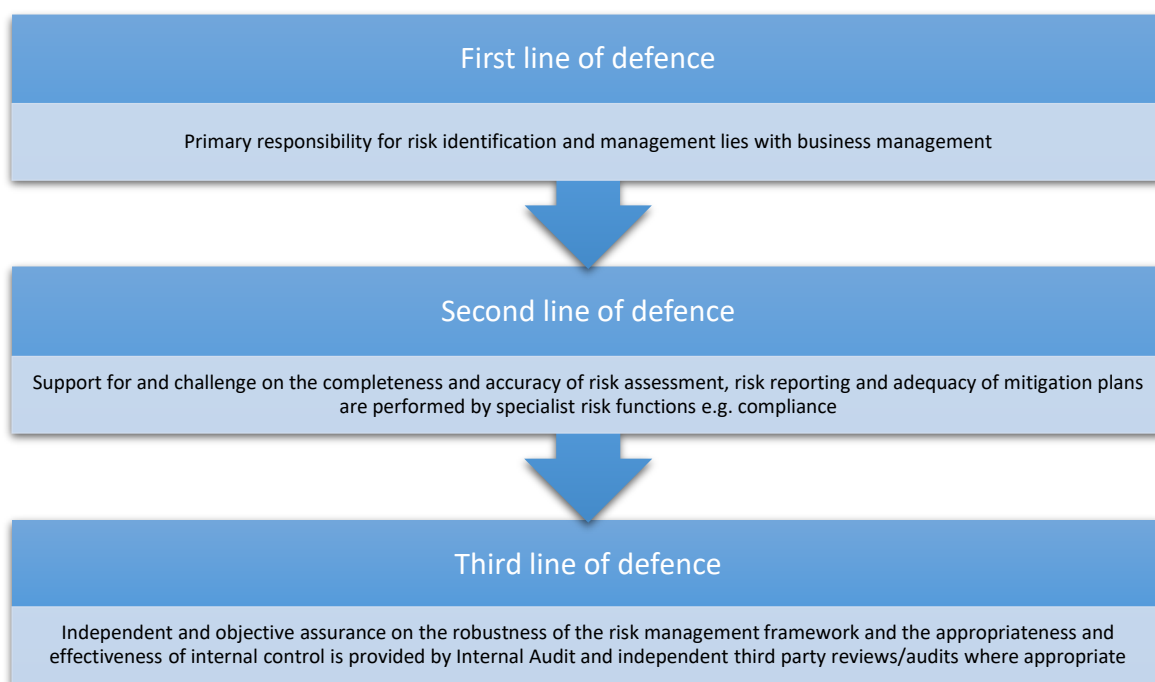 First line of defence
Primary responsibility for risk identification and management lies with business management
Second line of defence
Support for and challenge on the completeness and accuracy of risk assessment, risk reporting and adequacy of mitigation plans
are performed by specialist risk functions e.g. compliance
Third line of defence
Independent and objective assurance on the robustness of the risk management framework and the appropriateness and
effectiveness of internal control is provided by Internal Audit and independent third party reviews/audits where appropriate